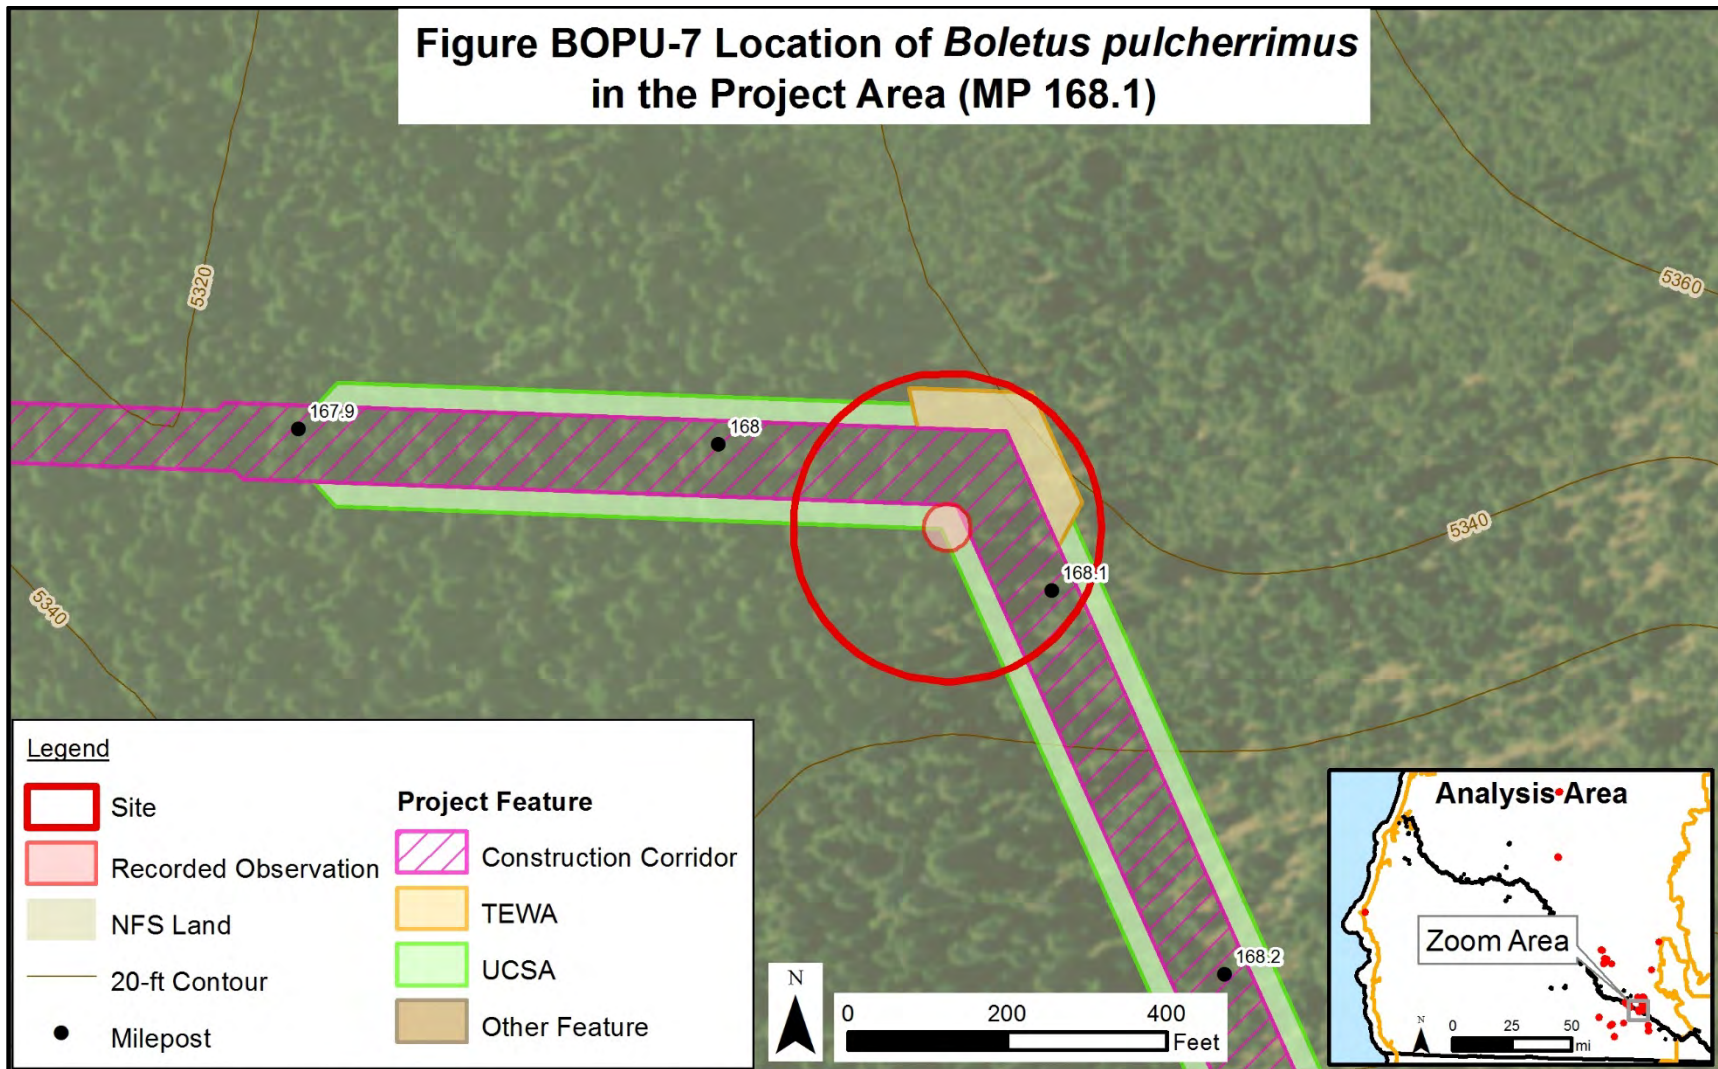 Figure BOPU-7 Location of Boletus pulcherrimus
in the Project Area (MP 168.1)
5320
5360
167.9
168
5340
168.1
5340
168.2
Legend
Site
Recorded Observation
NFS Land
20-ft Contour
Milepost
Project Feature
Construction Corridor
TEWA
UCSA
Other Feature
N
0 200 400
Feet
Analysis Area
Zoom Area
N
0 25 50
mi